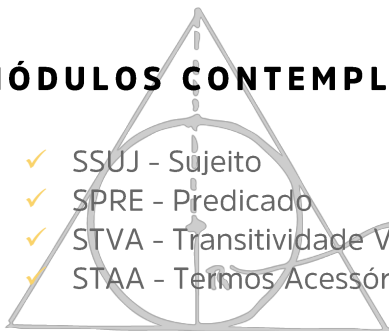 MÓDULOS CONTEMPL
SSUJ - Sujeito
SPRE - Predicado
STVA - Transitividade V
STAA - Termos Acessór